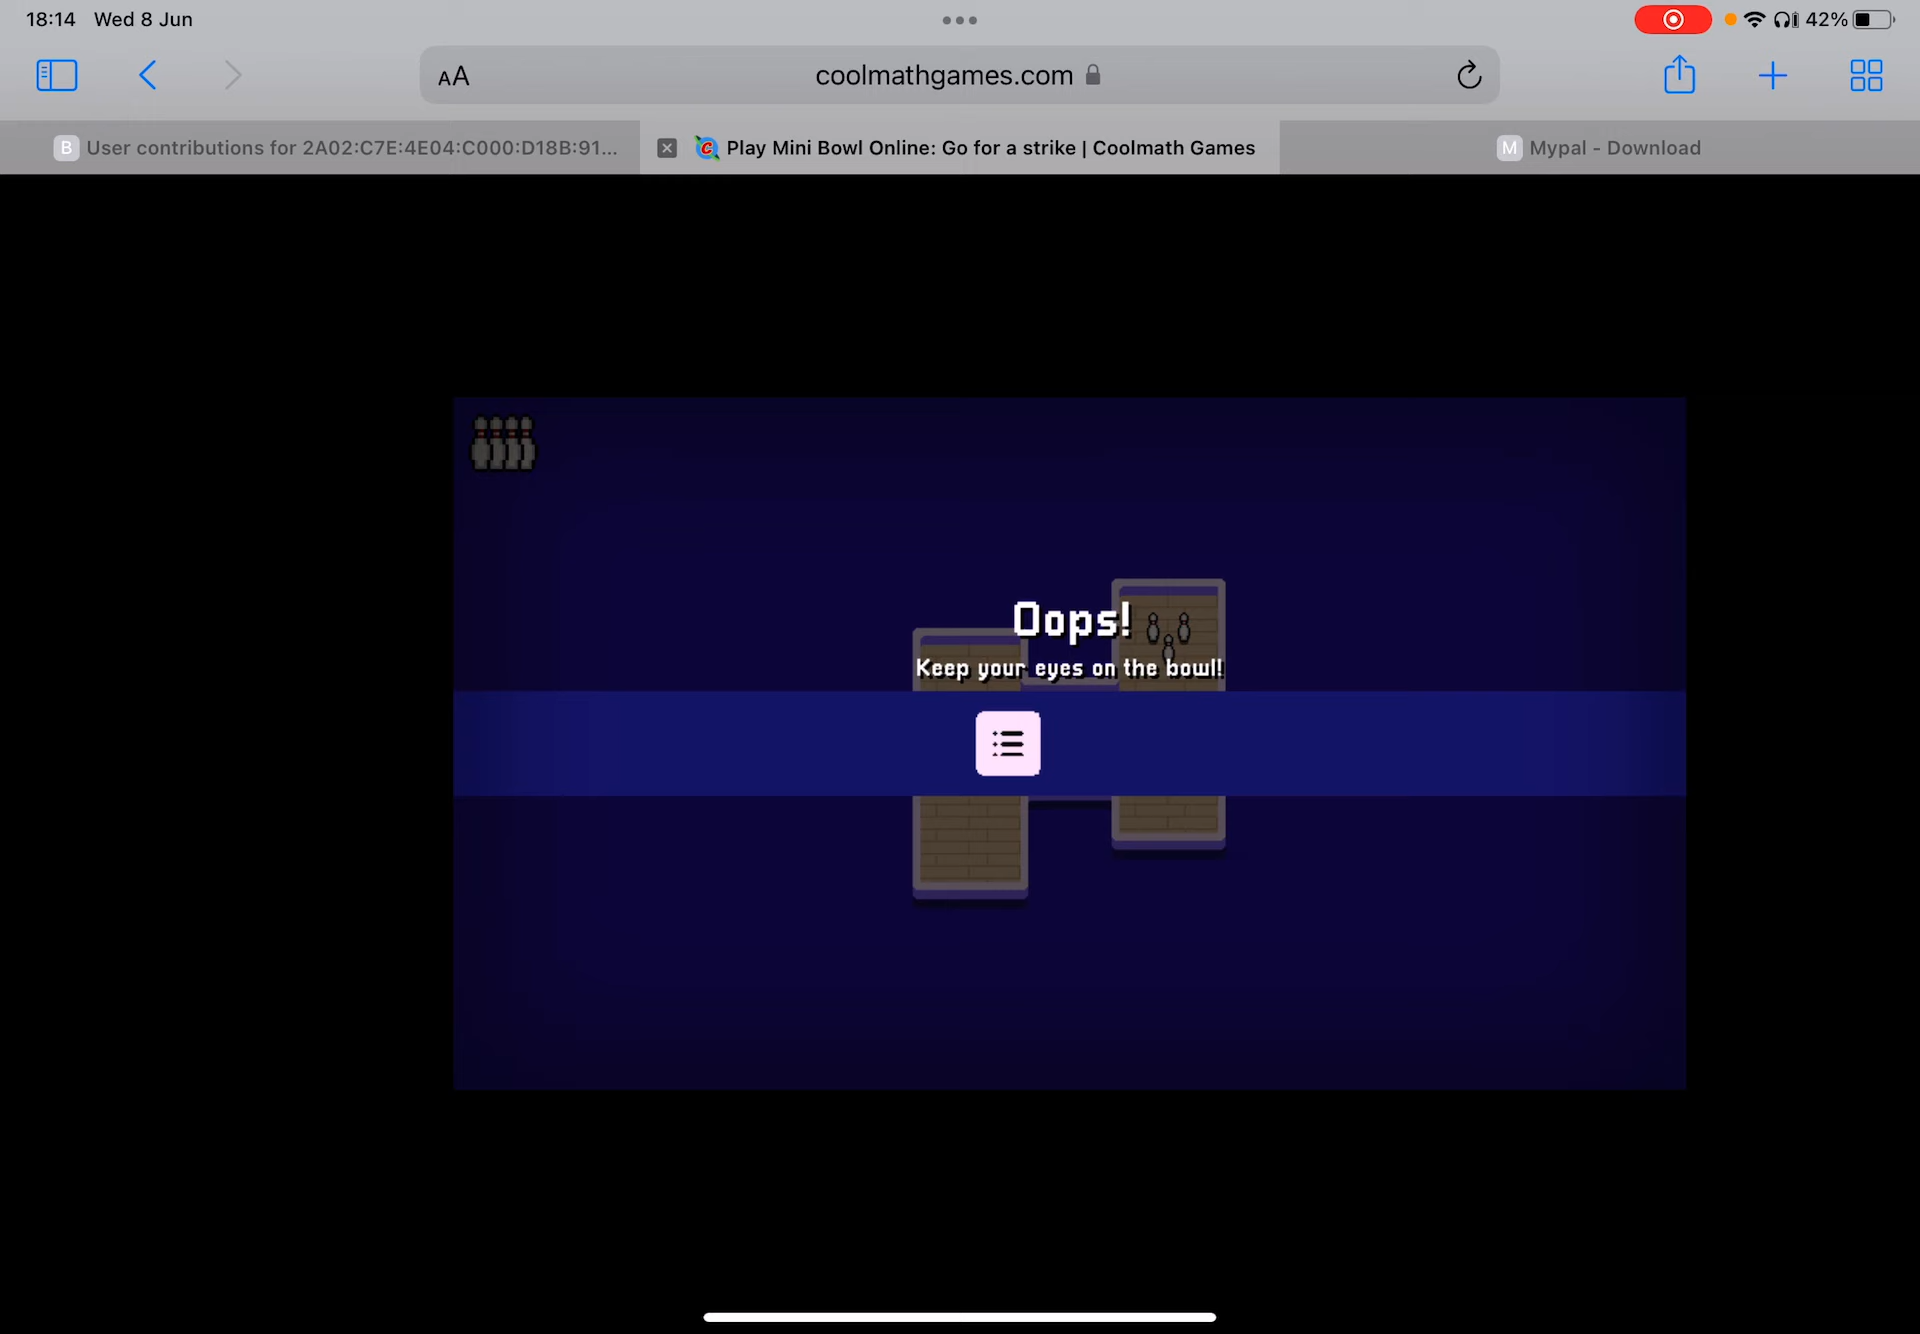 18:14 Wed 8 Jun
42%
AA
coolmathgames.com
B User contributions for 2A02:C7E:4E04:C000:D18B:91...
C Play Mini Bowl Online: Go for a strike | Coolmath Games
M Mypal - Download
Oops!
Keep your eyes on the bowl!